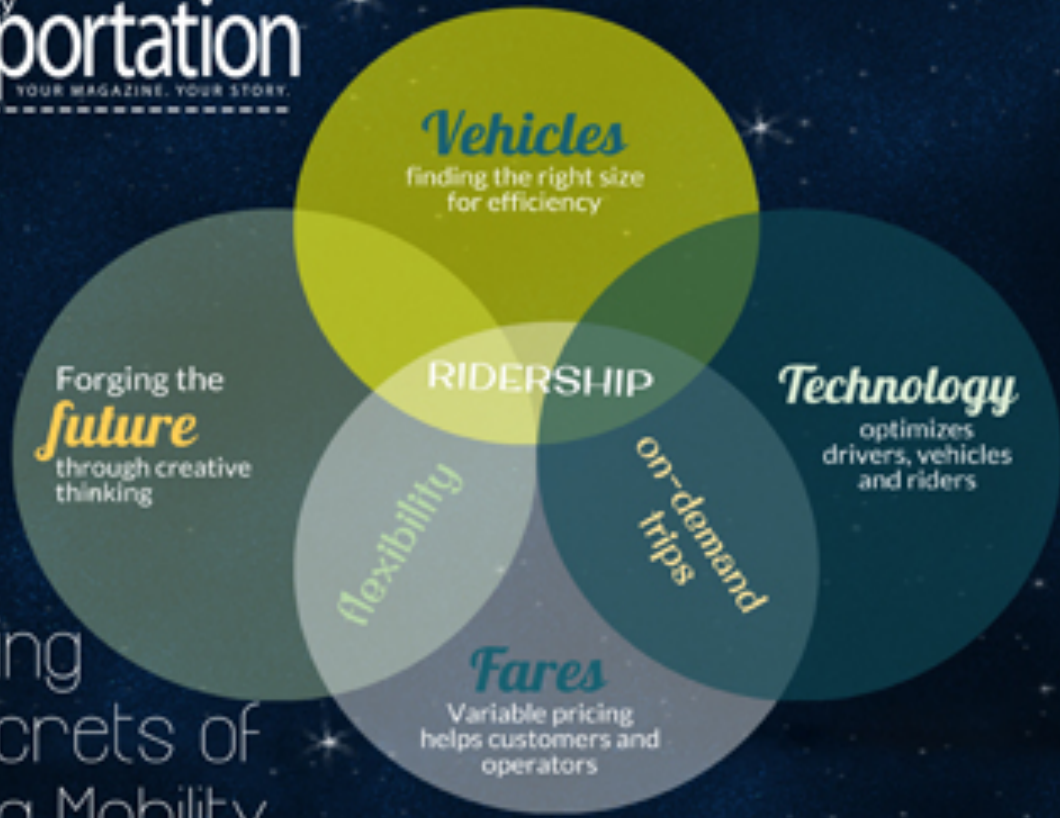 portation
YOUR MAGAZINE. YOUR STORY.
Vehicles
finding the right size
for efficiency
Forging the
future
through creative
thinking
RIDERSHIP
Technology
optimizes
drivers, vehicles
and riders
flexibility
on-demand
trips
Fares
Variable pricing
helps customers and
operators
ing
crets of
g Mobility